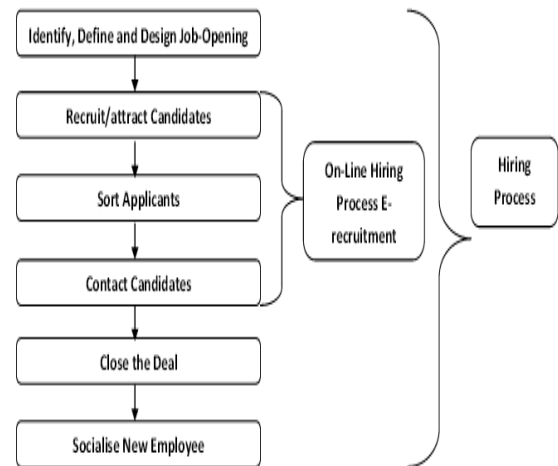 Identify, Define and Design Job-Opening
Recruit/attract Candidates
Sort Applicants
Contact Candidates
Close the Deal
Socialise New Employee
On-Line Hiring
Process E-
recruitment
Hiring
Process